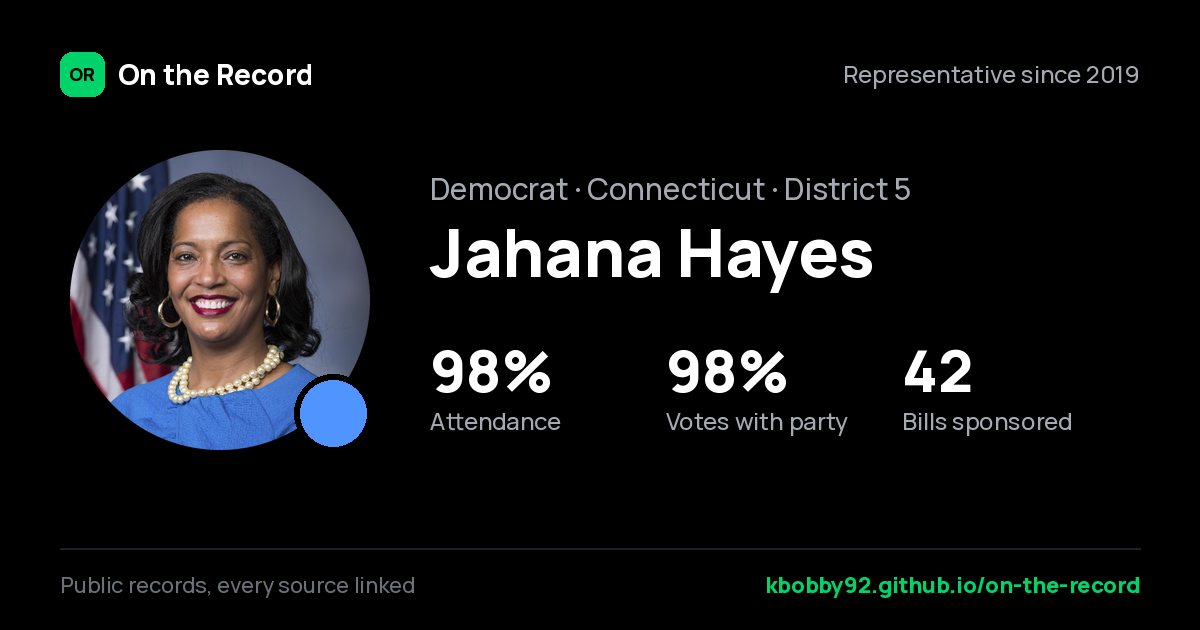 OR On the Record
Representative since 2019
Democrat · Connecticut · District 5
Jahana Hayes
98% 98% 42
Attendance Votes with party Bills sponsored
Public records, every source linked
kbobby92.github.io/on-the-record